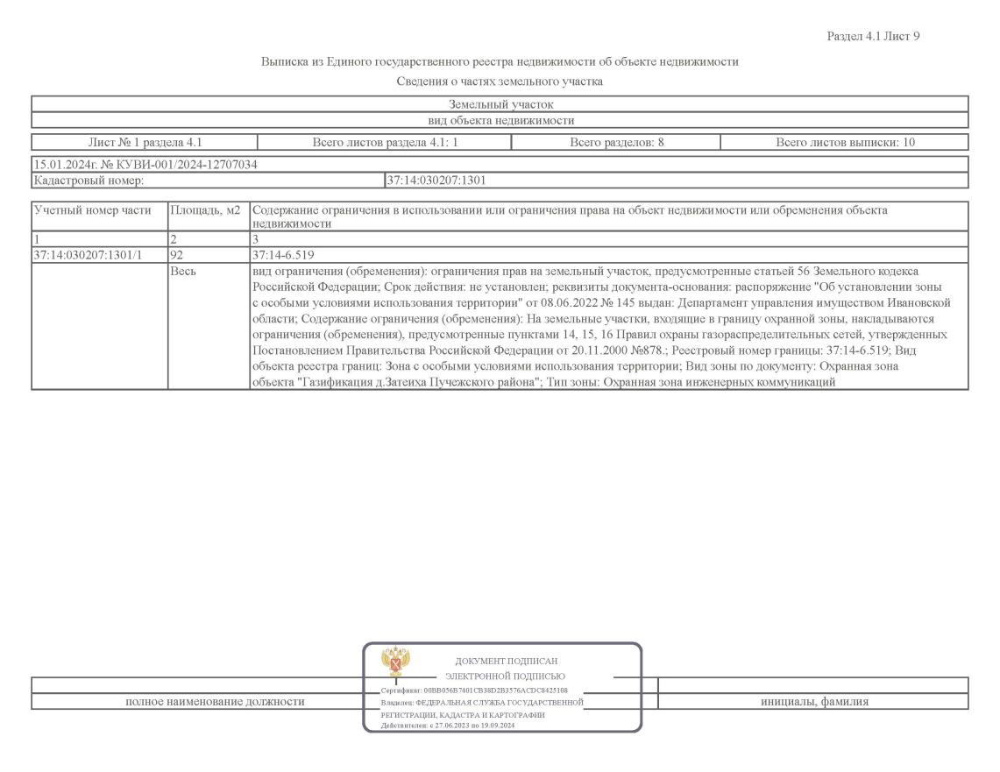 Раздел 4.1 Лист 9
Выписка из Единого государственного реестра недвижимости об объекте недвижимости
Сведения о частях земельного участка
Земельный участок
вид объекта недвижимости
Лист № 1 раздела 4.1
Всего листов раздела 4.1: 1
Всего разделов: 8
Всего листов выписки: 10
15.01.2024г. № КУВИ-001/2024-12707034
Кадастровый номер:
37:14:030207:1301
Учетный номер части
Площадь, м2
Содержание ограничения в использовании или ограничения права на объект недвижимости или обременения объекта
недвижимости
1
2
3
37:14:030207:1301/1
92
37:14-6.519
Весь
вид ограничения (обременения): ограничения прав на земельный участок, предусмотренные статьей 56 Земельного кодекса
Российской Федерации; Срок действия: не установлен; реквизиты документа-основания: распоряжение "Об установлении зоны
с особыми условиями использования территории" от 08.06.2022 № 145 выдан: Департамент управления имуществом Ивановской
области; Содержание ограничения (обременения): На земельные участки, входящие в границу охранной зоны, накладываются
ограничения (обременения), предусмотренные пунктами 14, 15, 16 Правил охраны газораспределительных сетей, утвержденных
Постановлением Правительства Российской Федерации от 20.11.2000 №878.; Реестровый номер границы: 37:14-6.519; Вид
объекта реестра границ: Зона с особыми условиями использования территории; Вид зоны по документу: Охранная зона
объекта "Газификация д.Затеиха Пучежского района"; Тип зоны: Охранная зона инженерных коммуникаций
ДОКУМЕНТ ПОДПИСАН
ЭЛЕКТРОННОЙ ПОДПИСЬЮ
Сертификат: 00BB056B7401CB38D2B3576ACDC8425108
Владелец: ФЕДЕРАЛЬНАЯ СЛУЖБА ГОСУДАРСТВЕННОЙ
РЕГИСТРАЦИИ, КАДАСТРА И КАРТОГРАФИИ
Действителен: с 27.06.2023 по 19.09.2024
полное наименование должности
инициалы, фамилия